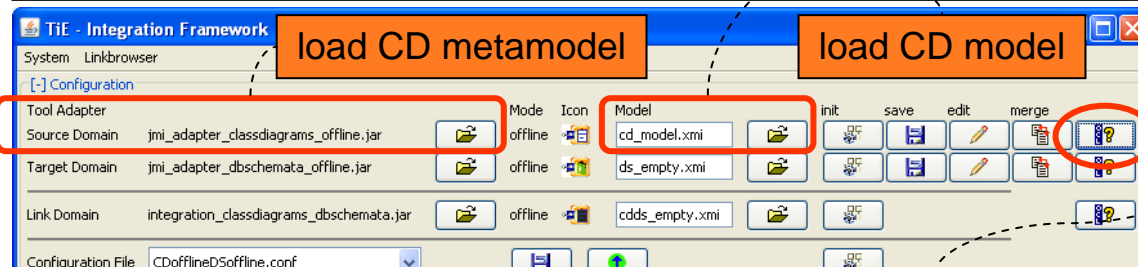 TiE - Integration Framework
load CD metamodel
load CD model
System Linkbrowser
[-] Configuration
Tool Adapter Mode Icon Model init save edit merge
Source Domain jmi_adapter_classdiagrams_offline.jar offline cd_model.xmi
Target Domain jmi_adapter_dbschemata_offline.jar offline ds_empty.xmi
Link Domain integration_classdiagrams_dbschemata.jar offline cdds_empty.xmi
Configuration File CDofflineDSoffline.conf